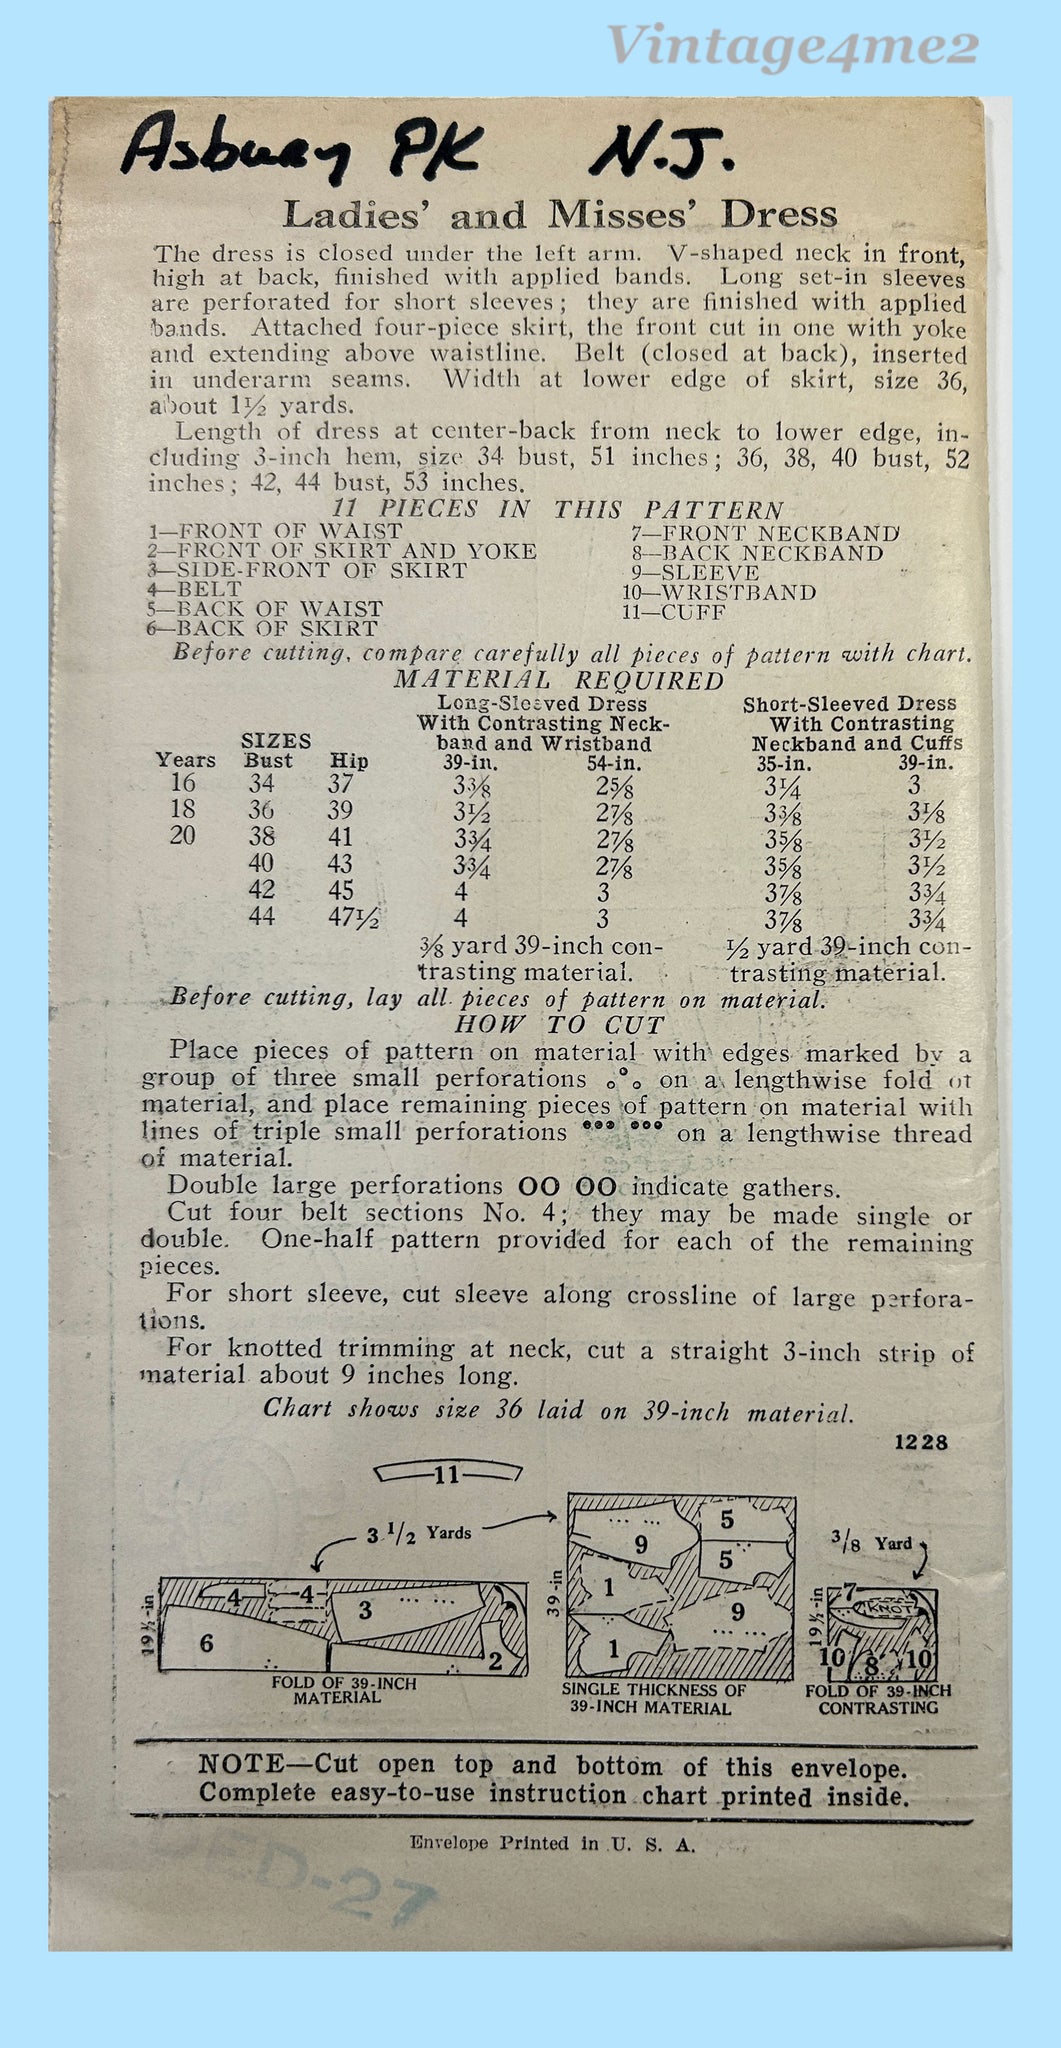 Vintage4me2
Asbury PK N.J.
Ladies' and Misses' Dress
The dress is closed under the left arm. V-shaped neck in front,
high at back, finished with applied bands. Long set-in sleeves
are perforated for short sleeves; they are finished with applied
bands. Attached four-piece skirt, the front cut in one with yoke
and extending above waistline. Belt (closed at back), inserted
in underarm seams. Width at lower edge of skirt, size 36,
about 1½ yards.
Length of dress at center-back from neck to lower edge, in-
cluding 3-inch hem, size 34 bust, 51 inches; 36, 38, 40 bust, 52
inches; 42, 44 bust, 53 inches.
11 PIECES IN THIS PATTERN
1—FRONT OF WAIST
2—FRONT OF SKIRT AND YOKE
3—SIDE-FRONT OF SKIRT
4—BELT
5—BACK OF WAIST
6—BACK OF SKIRT
7—FRONT NECKBAND
8—BACK NECKBAND
9—SLEEVE
10—WRISTBAND
11—CUFF
Before cutting, compare carefully all pieces of pattern with chart.
MATERIAL REQUIRED
Long-Sleeved Dress Short-Sleeved Dress
With Contrasting Neck- With Contrasting
SIZES band and Wristband Neckband and Cuffs
Years Bust Hip 39-in. 54-in. 35-in. 39-in.
16 34 37 3⅜ 2⅝ 3¼ 3
18 36 39 3½ 2⅞ 3⅜ 3⅛
20 38 41 3¾ 2⅞ 3⅝ 3½
40 43 3¾ 2⅞ 3⅝ 3½
42 45 4 3 3⅞ 3¾
44 47½ 4 3 3⅞ 3¾
⅜ yard 39-inch con- ½ yard 39-inch con-
trasting material. trasting material.
Before cutting, lay all pieces of pattern on material.
HOW TO CUT
Place pieces of pattern on material with edges marked by a
group of three small perforations on a lengthwise fold of
material, and place remaining pieces of pattern on material with
lines of triple small perforations on a lengthwise thread
of material.
Double large perforations OO OO indicate gathers.
Cut four belt sections No. 4; they may be made single or
double. One-half pattern provided for each of the remaining
pieces.
For short sleeve, cut sleeve along crossline of large perfora-
tions.
For knotted trimming at neck, cut a straight 3-inch strip of
material about 9 inches long.
Chart shows size 36 laid on 39-inch material.
1228
11
3 1/2 Yards
3/8 Yard
19½-in
4 4 3 6 2
FOLD OF 39-INCH
MATERIAL
39-in
9 5 5 1 9 1
SINGLE THICKNESS OF
39-INCH MATERIAL
19½-in
7 KNOT 10 8 10
FOLD OF 39-INCH
CONTRASTING
NOTE—Cut open top and bottom of this envelope.
Complete easy-to-use instruction chart printed inside.
Envelope Printed in U. S. A.